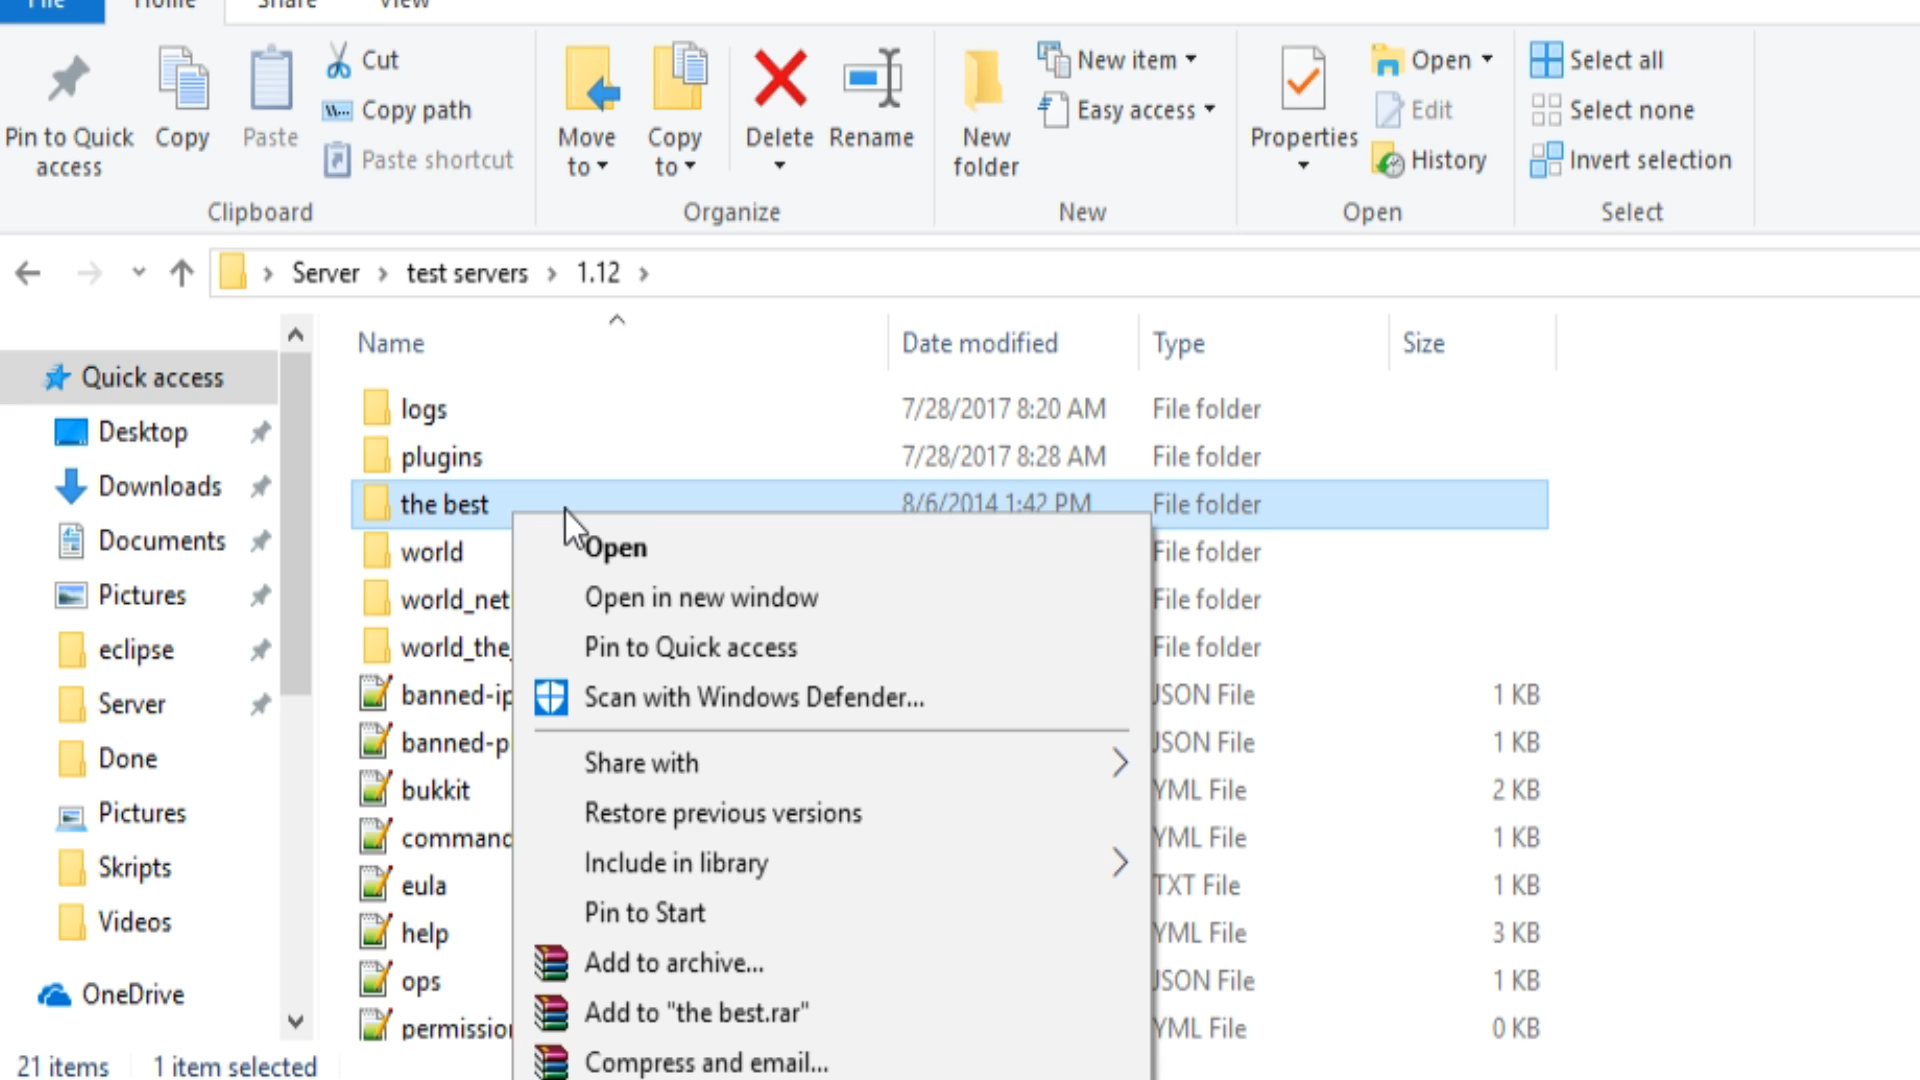 File Home Share View
Cut
Copy path
Paste shortcut
Pin to Quick access
Copy
Paste
Clipboard
Move to
Copy to
Delete
Rename
Organize
New folder
New item
Easy access
New
Properties
Open
Edit
History
Open
Select all
Select none
Invert selection
Select
Server test servers 1.12
Name Date modified Type Size
Quick access
Desktop
Downloads
Documents
Pictures
eclipse
Server
Done
Pictures
Skripts
Videos
OneDrive
logs 7/28/2017 8:20 AM File folder
plugins 7/28/2017 8:28 AM File folder
the best 8/6/2014 1:42 PM File folder
world File folder
world_net File folder
world_the_ File folder
banned-ip JSON File 1 KB
banned-p JSON File 1 KB
bukkit YML File 2 KB
command YML File 1 KB
eula TXT File 1 KB
help YML File 3 KB
ops JSON File 1 KB
permission YML File 0 KB
Open
Open in new window
Pin to Quick access
Scan with Windows Defender...
Share with
Restore previous versions
Include in library
Pin to Start
Add to archive...
Add to "the best.rar"
Compress and email...
21 items 1 item selected